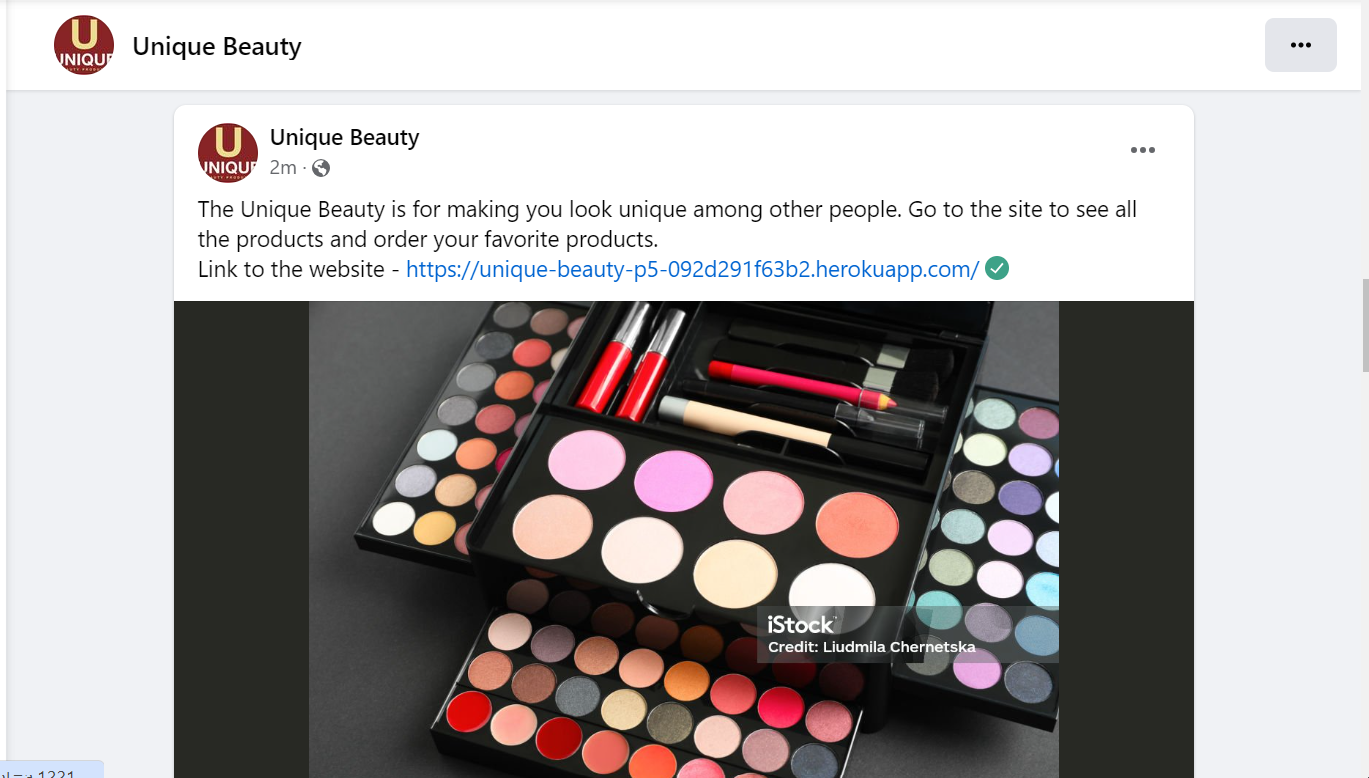 U
UNIQUE
Unique Beauty
U
UNIQUE
Unique Beauty
2m ·
The Unique Beauty is for making you look unique among other people. Go to the site to see all
the products and order your favorite products.
Link to the website - https://unique-beauty-p5-092d291f63b2.herokuapp.com/
iStock
Credit: Liudmila Chernetska
1221